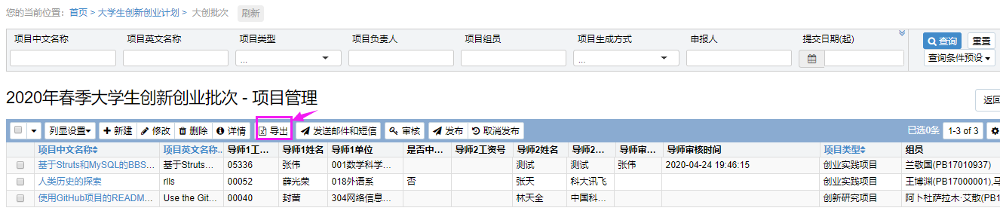 您的当前位置：首页 > 大学生创新创业计划 > 大创批次 刷新
项目中文名称 项目英文名称 项目类型 项目负责人 项目组员 项目生成方式 申报人 提交日期(起) 查询 重置
... ... 查询条件预设
2020年春季大学生创新创业批次 - 项目管理 返回
列显设置 新建 修改 删除 详情 导出 发送邮件和短信 审核 发布 取消发布 已选0条 1-3 of 3
项目中文名称 项目英文名称.. 导师1工... 导师1姓名 导师1单位 是否中... 导师2工资号 导师2姓名 导师2... 导师审... 导师审核时间 项目类型 组员
基于Struts和MySQL的BBS... 基于Struts... 05336 张伟 001数学科学... 测试 测试 张伟 2020-04-24 19:46:15 创业实践项目 兰敬国(PB17010937)
人类历史的探索 rlls 00052 薛光荣 018外语系 否 张天 科大讯飞 创业实践项目 王博渊(PB17000001),马
使用GitHub项目的READM... Use the Git... 00040 封苗 304网络信息... 林天全 中国科... 创新研究项目 阿卜杜萨拉木·艾散(PB